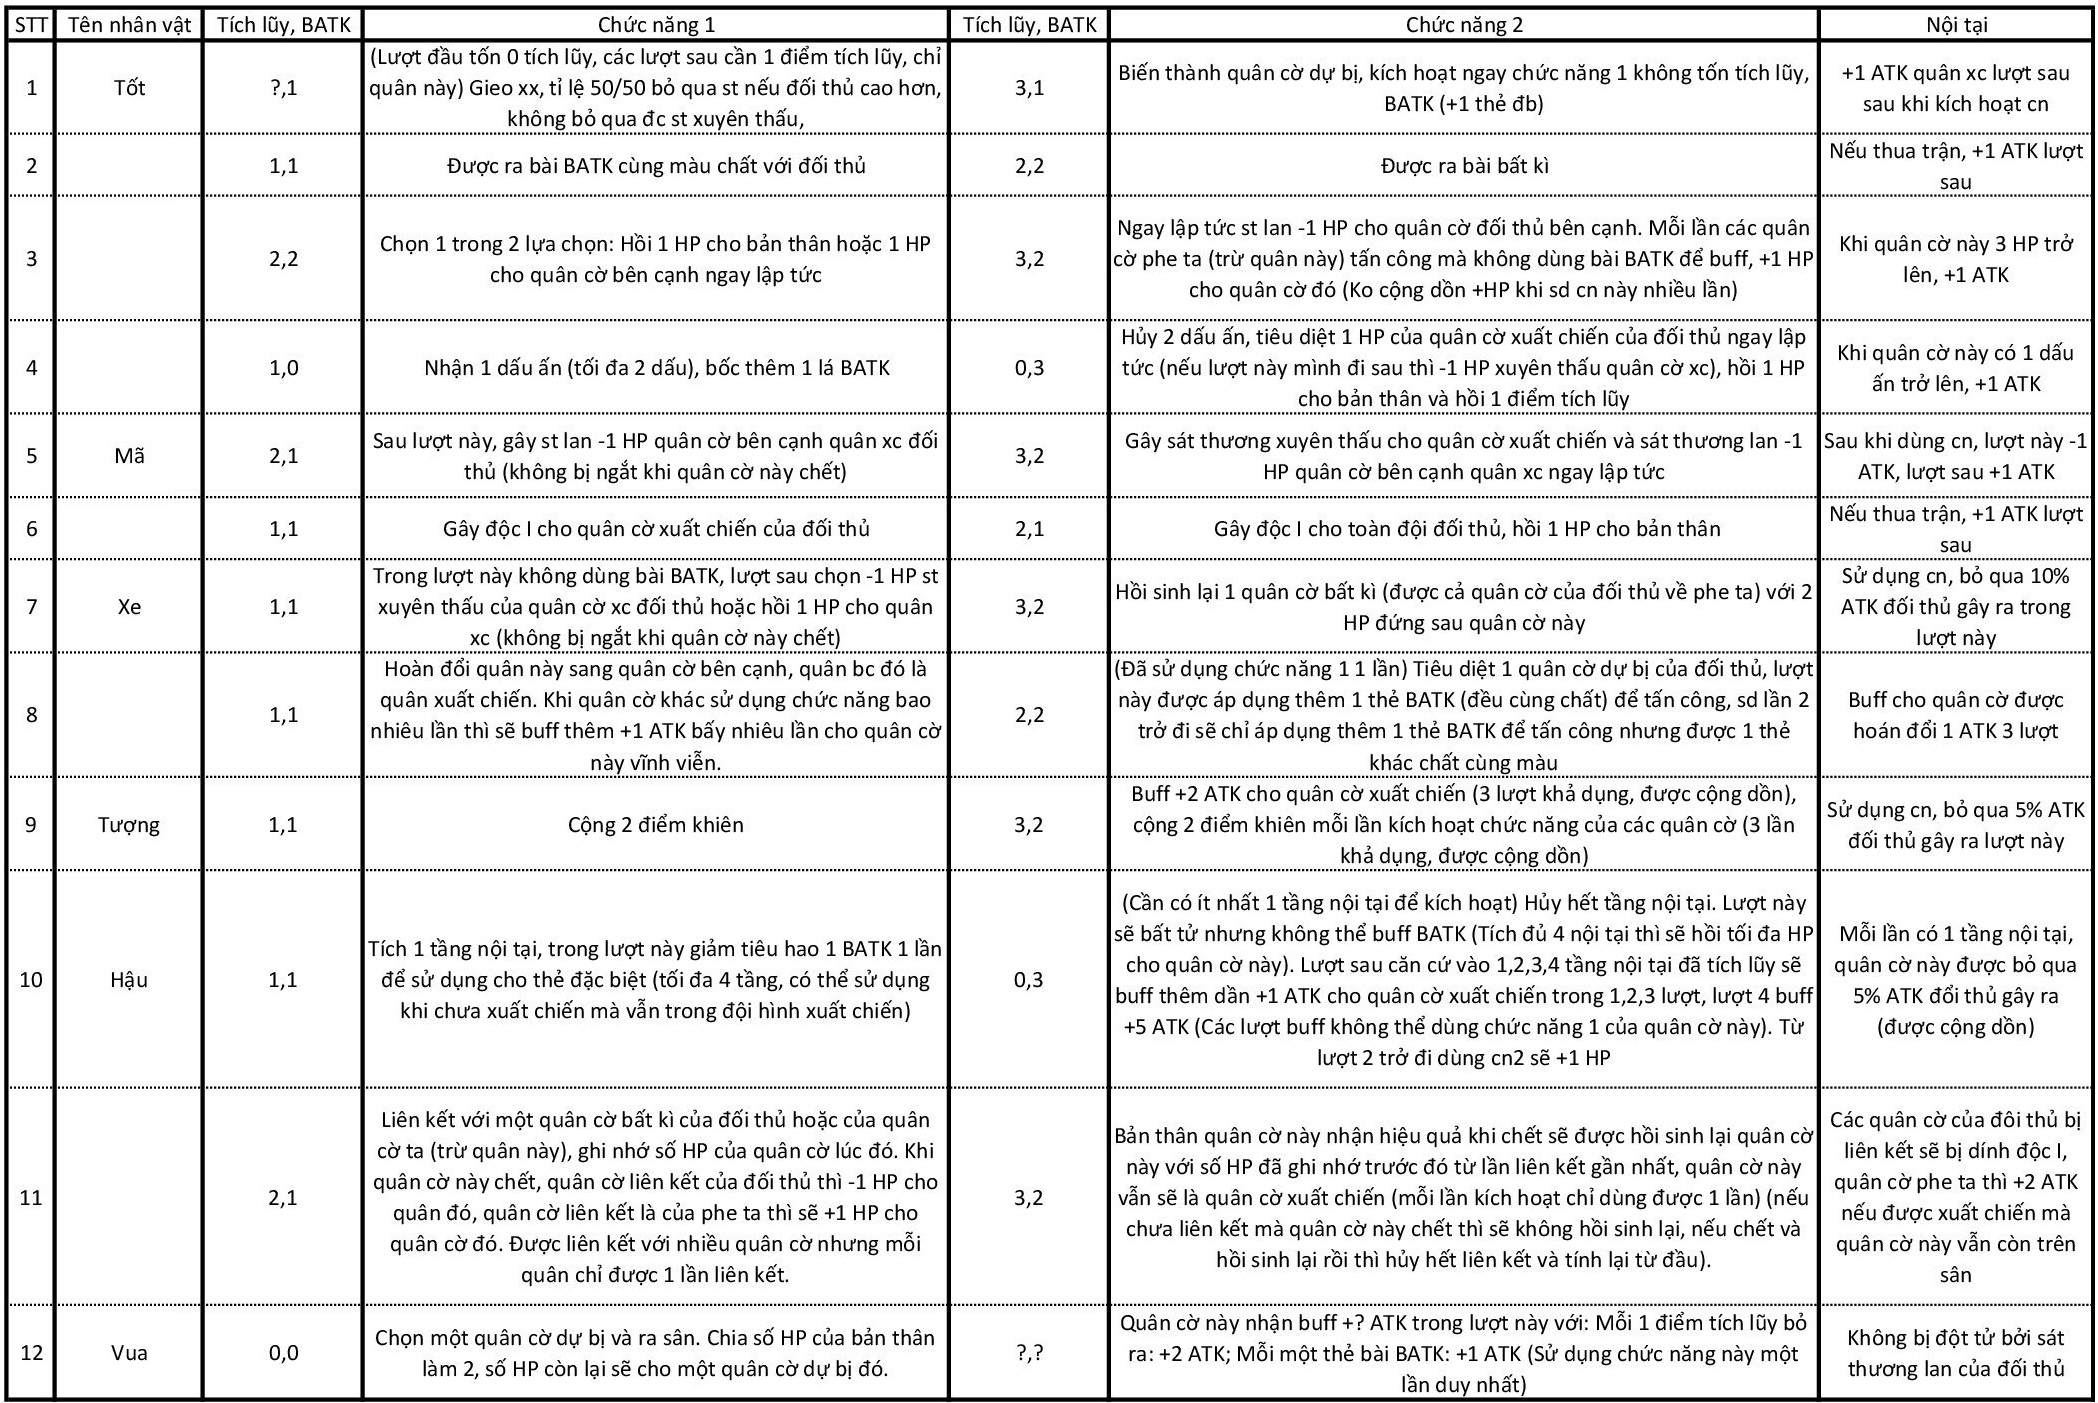 STT Tên nhân vật Tích lũy, BATK Chức năng 1 Tích lũy, BATK Chức năng 2 Nội tại
1 Tốt ?,1
(Lượt đầu tốn 0 tích lũy, các lượt sau cần 1 điểm tích lũy, chỉ
quân này) Gieo xx, tỉ lệ 50/50 bỏ qua st nếu đối thủ cao hơn,
không bỏ qua đc st xuyên thấu,
3,1
Biến thành quân cờ dự bị, kích hoạt ngay chức năng 1 không tốn tích lũy,
BATK (+1 thẻ đb)
+1 ATK quân xc lượt sau
sau khi kích hoạt cn
2 1,1
Được ra bài BATK cùng màu chất với đối thủ
2,2
Được ra bài bất kì
Nếu thua trận, +1 ATK lượt
sau
3 2,2
Chọn 1 trong 2 lựa chọn: Hồi 1 HP cho bản thân hoặc 1 HP
cho quân cờ bên cạnh ngay lập tức
3,2
Ngay lập tức st lan -1 HP cho quân cờ đối thủ bên cạnh. Mỗi lần các quân
cờ phe ta (trừ quân này) tấn công mà không dùng bài BATK để buff, +1 HP
cho quân cờ đó (Ko cộng dồn +HP khi sd cn này nhiều lần)
Khi quân cờ này 3 HP trở
lên, +1 ATK
4 1,0
Nhận 1 dấu ấn (tối đa 2 dấu), bốc thêm 1 lá BATK
0,3
Hủy 2 dấu ấn, tiêu diệt 1 HP của quân cờ xuất chiến của đối thủ ngay lập
tức (nếu lượt này mình đi sau thì -1 HP xuyên thấu quân cờ xc), hồi 1 HP
cho bản thân và hồi 1 điểm tích lũy
Khi quân cờ này có 1 dấu
ấn trở lên, +1 ATK
5 Mã 2,1
Sau lượt này, gây st lan -1 HP quân cờ bên cạnh quân xc đối
thủ (không bị ngắt khi quân cờ này chết)
3,2
Gây sát thương xuyên thấu cho quân cờ xuất chiến và sát thương lan -1
HP quân cờ bên cạnh quân xc ngay lập tức
Sau khi dùng cn, lượt này -1
ATK, lượt sau +1 ATK
6 1,1
Gây độc I cho quân cờ xuất chiến của đối thủ
2,1
Gây độc I cho toàn đội đối thủ, hồi 1 HP cho bản thân
Nếu thua trận, +1 ATK lượt
sau
7 Xe 1,1
Trong lượt này không dùng bài BATK, lượt sau chọn -1 HP st
xuyên thấu của quân cờ xc đối thủ hoặc hồi 1 HP cho quân
xc (không bị ngắt khi quân cờ này chết)
3,2
Hồi sinh lại 1 quân cờ bất kì (được cả quân cờ của đối thủ về phe ta) với 2
HP đứng sau quân cờ này
Sử dụng cn, bỏ qua 10%
ATK đối thủ gây ra trong
lượt này
8 1,1
Hoàn đổi quân này sang quân cờ bên cạnh, quân bc đó là
quân xuất chiến. Khi quân cờ khác sử dụng chức năng bao
nhiêu lần thì sẽ buff thêm +1 ATK bấy nhiêu lần cho quân cờ
này vĩnh viễn.
2,2
(Đã sử dụng chức năng 1 1 lần) Tiêu diệt 1 quân cờ dự bị của đối thủ, lượt
này được áp dụng thêm 1 thẻ BATK (đều cùng chất) để tấn công, sd lần 2
trở đi sẽ chỉ áp dụng thêm 1 thẻ BATK để tấn công nhưng được 1 thẻ
khác chất cùng màu
Buff cho quân cờ được
hoán đổi 1 ATK 3 lượt
9 Tượng 1,1
Cộng 2 điểm khiên
3,2
Buff +2 ATK cho quân cờ xuất chiến (3 lượt khả dụng, được cộng dồn),
cộng 2 điểm khiên mỗi lần kích hoạt chức năng của các quân cờ (3 lần
khả dụng, được cộng dồn)
Sử dụng cn, bỏ qua 5% ATK
đối thủ gây ra lượt này
10 Hậu 1,1
Tích 1 tầng nội tại, trong lượt này giảm tiêu hao 1 BATK 1 lần
để sử dụng cho thẻ đặc biệt (tối đa 4 tầng, có thể sử dụng
khi chưa xuất chiến mà vẫn trong đội hình xuất chiến)
0,3
(Cần có ít nhất 1 tầng nội tại để kích hoạt) Hủy hết tầng nội tại. Lượt này
sẽ bất tử nhưng không thể buff BATK (Tích đủ 4 nội tại thì sẽ hồi tối đa HP
cho quân cờ này). Lượt sau căn cứ vào 1,2,3,4 tầng nội tại đã tích lũy sẽ
buff thêm dần +1 ATK cho quân cờ xuất chiến trong 1,2,3 lượt, lượt 4 buff
+5 ATK (Các lượt buff không thể dùng chức năng 1 của quân cờ này). Từ
lượt 2 trở đi dùng cn2 sẽ +1 HP
Mỗi lần có 1 tầng nội tại,
quân cờ này được bỏ qua
5% ATK đổi thủ gây ra
(được cộng dồn)
11 2,1
Liên kết với một quân cờ bất kì của đối thủ hoặc của quân
cờ ta (trừ quân này), ghi nhớ số HP của quân cờ lúc đó. Khi
quân cờ này chết, quân cờ liên kết của đối thủ thì -1 HP cho
quân đó, quân cờ liên kết là của phe ta thì sẽ +1 HP cho
quân cờ đó. Được liên kết với nhiều quân cờ nhưng mỗi
quân chỉ được 1 lần liên kết.
3,2
Bản thân quân cờ này nhận hiệu quả khi chết sẽ được hồi sinh lại quân cờ
này với số HP đã ghi nhớ trước đó từ lần liên kết gần nhất, quân cờ này
vẫn sẽ là quân cờ xuất chiến (mỗi lần kích hoạt chỉ dùng được 1 lần) (nếu
chưa liên kết mà quân cờ này chết thì sẽ không hồi sinh lại, nếu chết và
hồi sinh lại rồi thì hủy hết liên kết và tính lại từ đầu).
Các quân cờ của đôi thủ bị
liên kết sẽ bị dính độc I,
quân cờ phe ta thì +2 ATK
nếu được xuất chiến mà
quân cờ này vẫn còn trên
sân
12 Vua 0,0
Chọn một quân cờ dự bị và ra sân. Chia số HP của bản thân
làm 2, số HP còn lại sẽ cho một quân cờ dự bị đó.
?,?
Quân cờ này nhận buff +? ATK trong lượt này với: Mỗi 1 điểm tích lũy bỏ
ra: +2 ATK; Mỗi một thẻ bài BATK: +1 ATK (Sử dụng chức năng này một
lần duy nhất)
Không bị đột tử bởi sát
thương lan của đối thủ